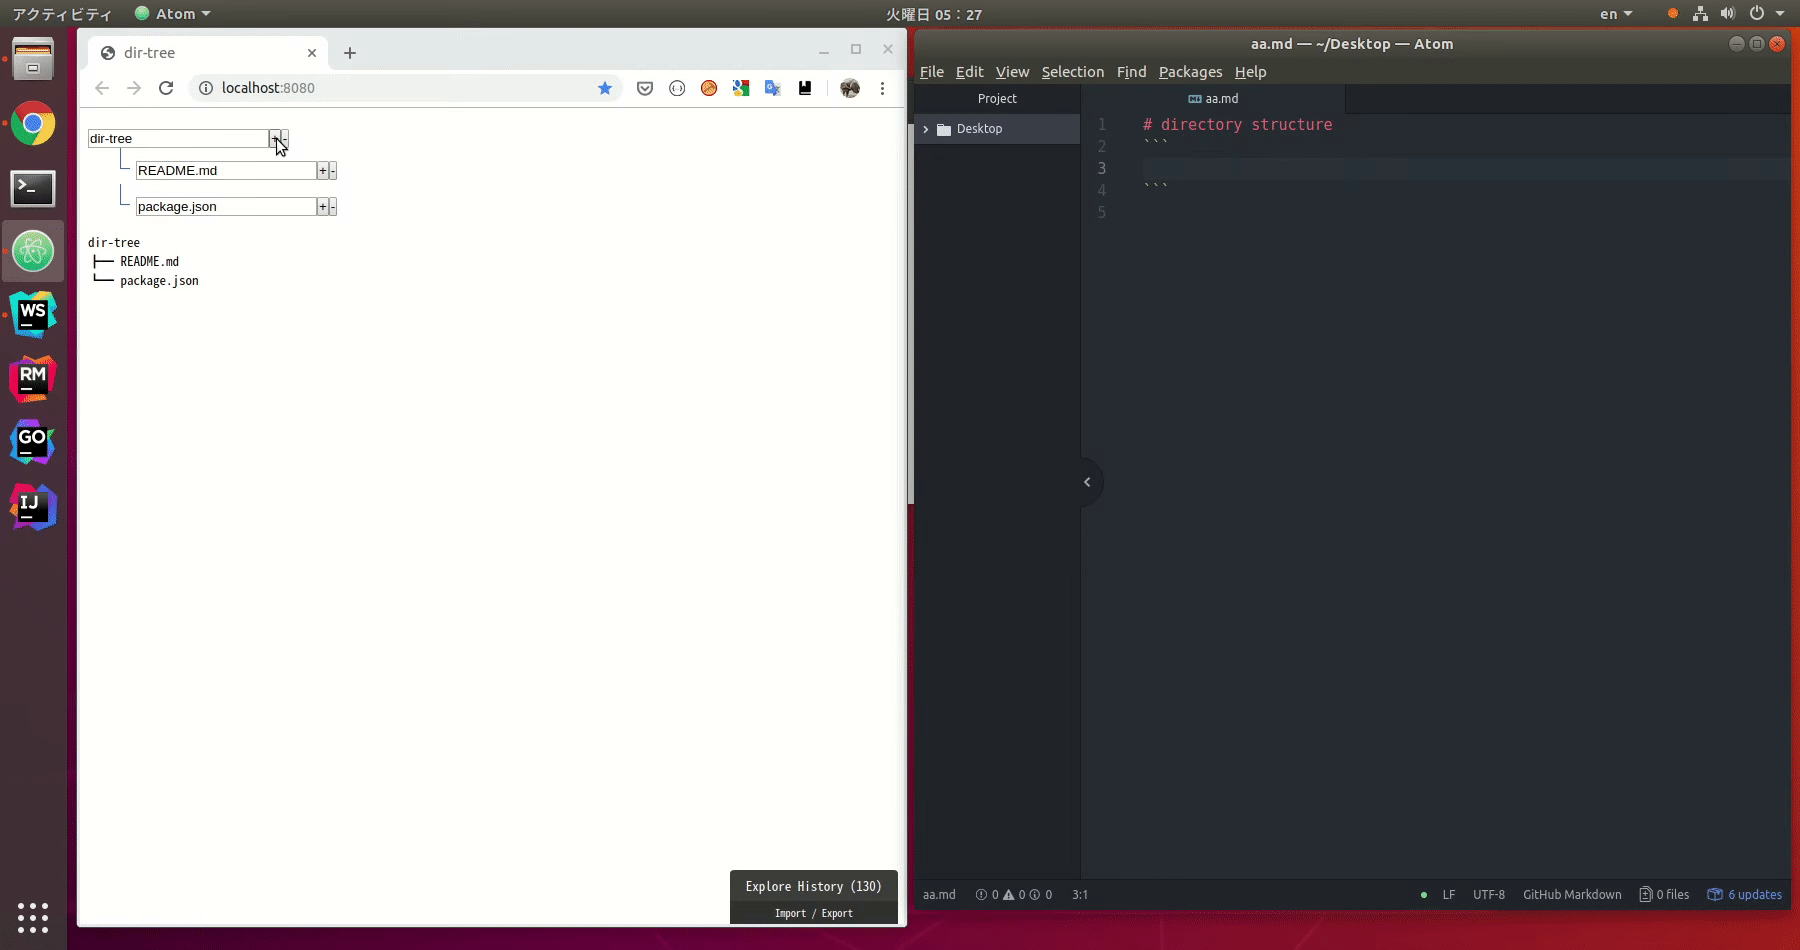 アクティビティ
Atom
火曜日 05：27
en
dir-tree
localhost:8080
dir-tree
+
-
README.md
+
-
package.json
+
-
dir-tree
├── README.md
└── package.json
Explore History (130)
Import / Export
WS
RM
GO
IJ
aa.md — ~/Desktop — Atom
File Edit View Selection Find Packages Help
Project
Desktop
aa.md
1 # directory structure
2 ```
3
4 ```
5
aa.md 0 0 0 3:1 LF UTF-8 GitHub Markdown 0 files 6 updates